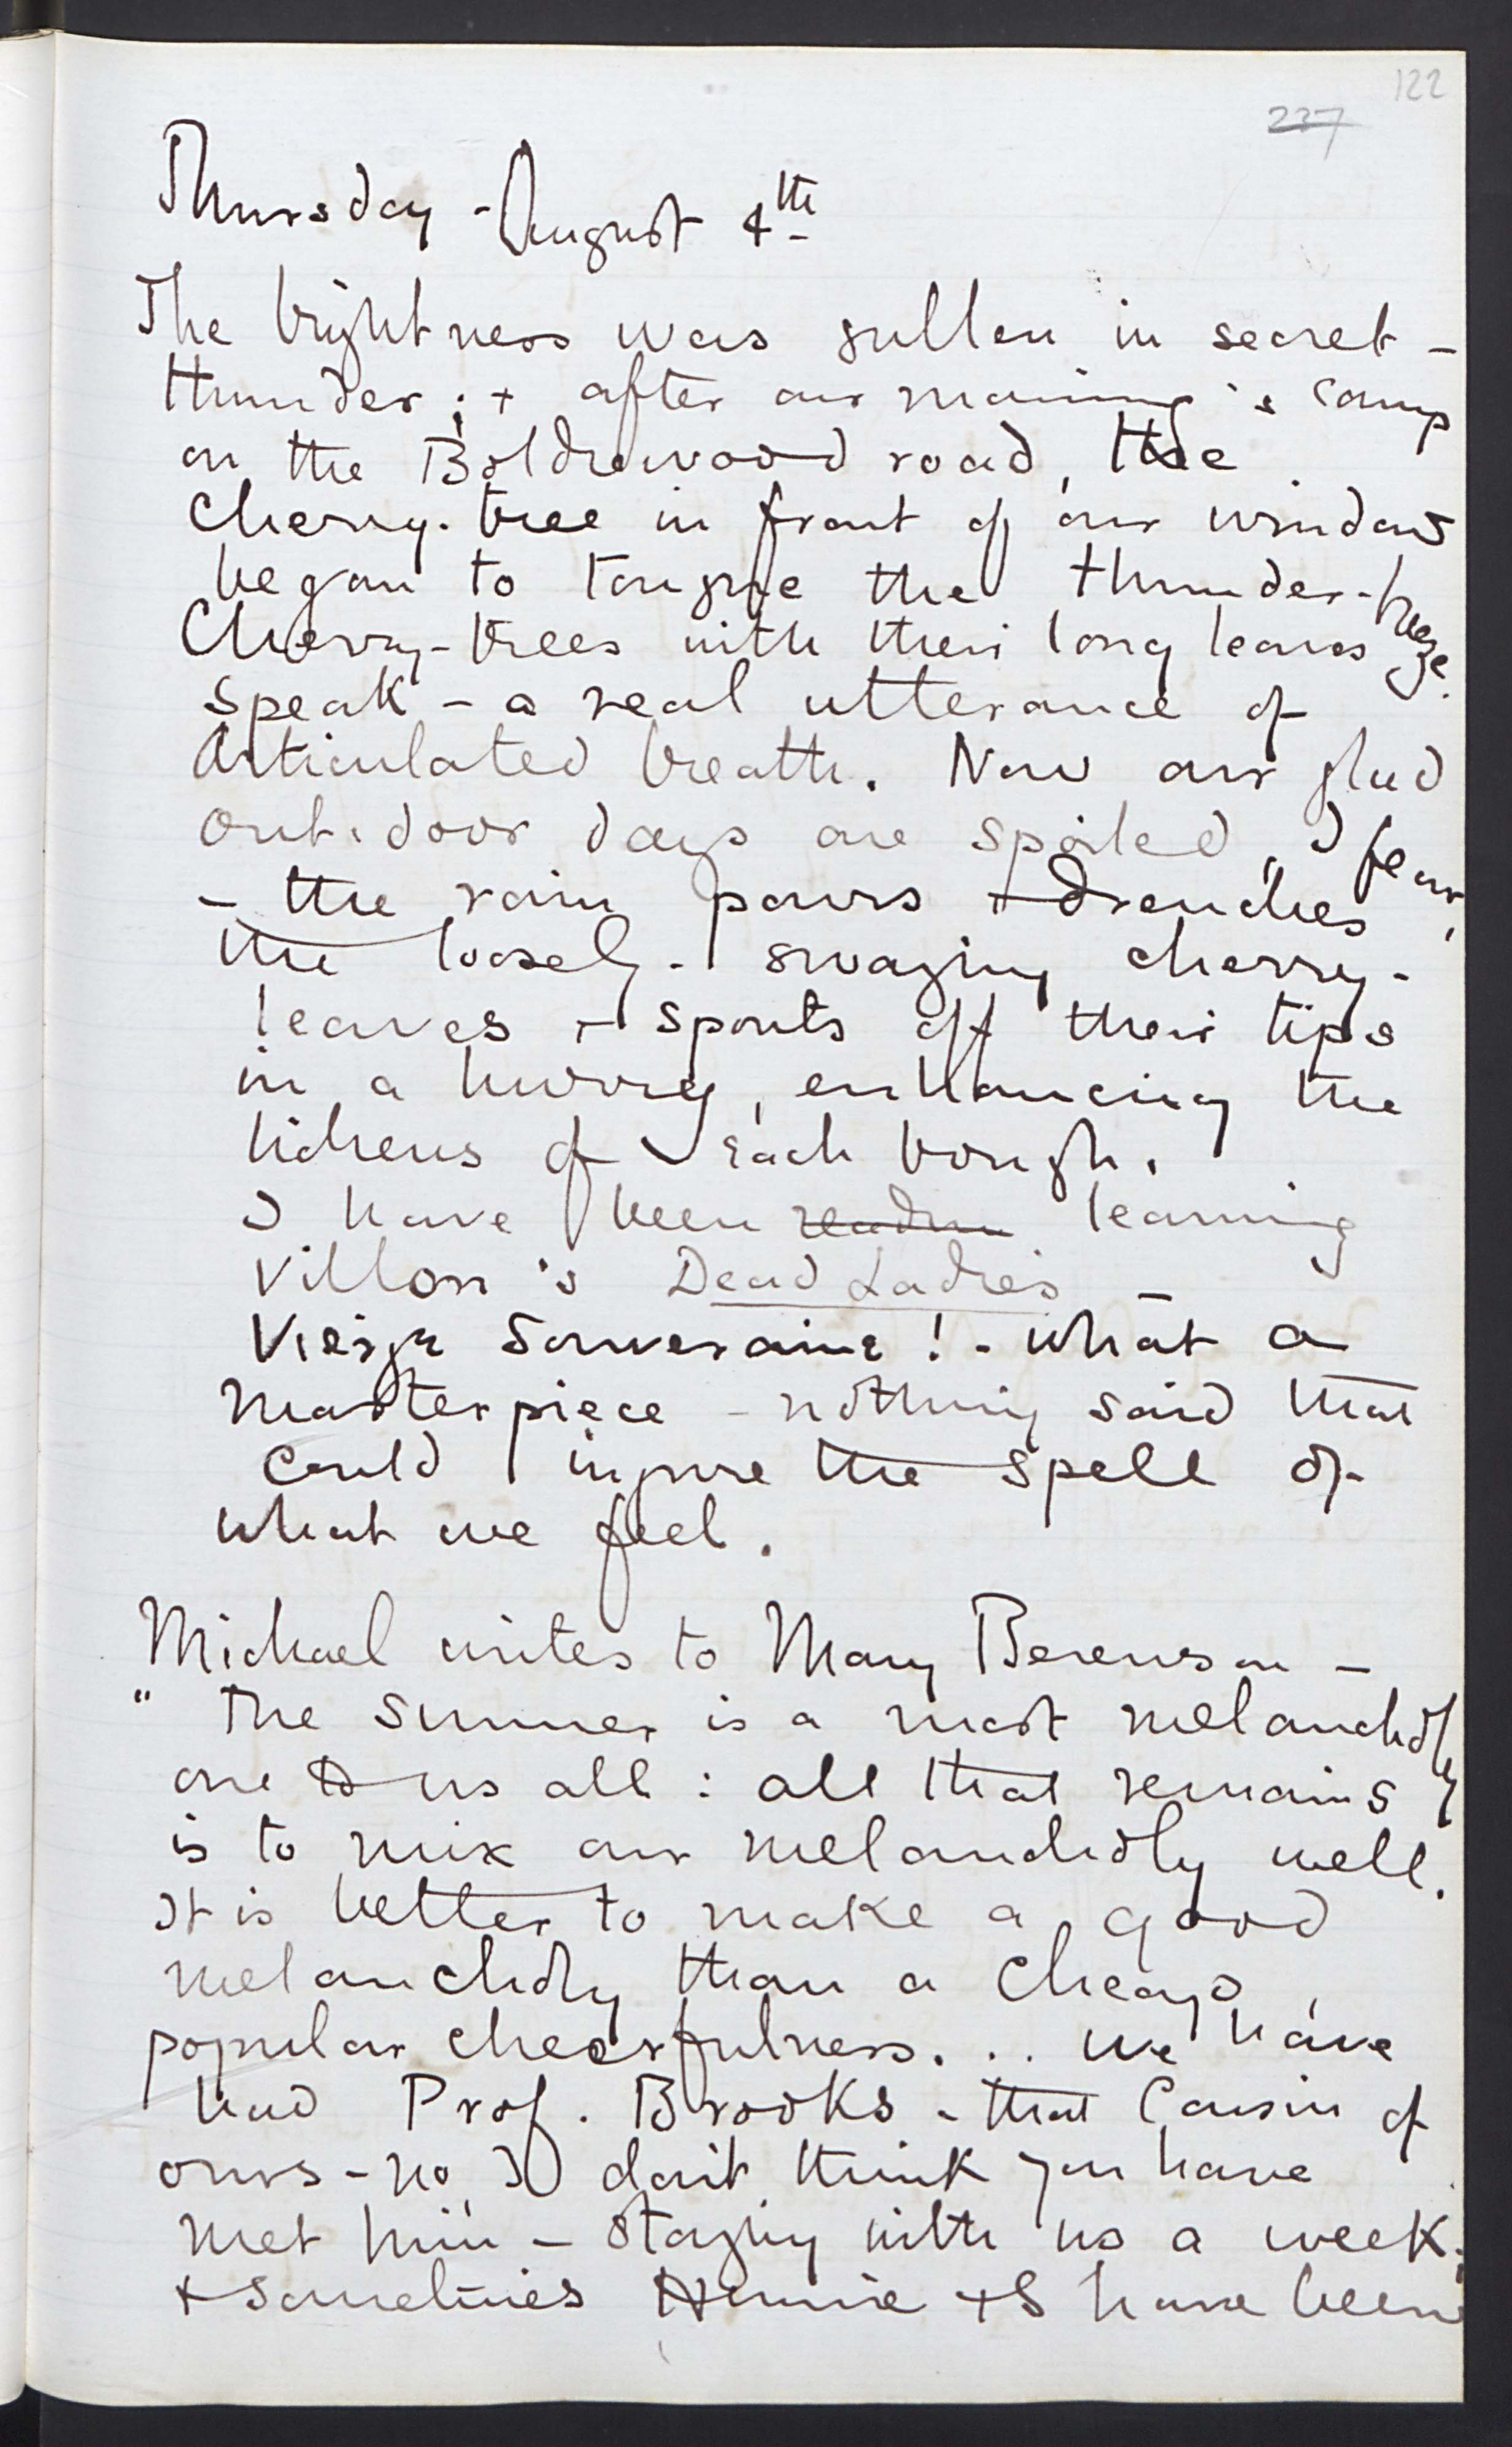 122
237
Thursday - August 4th
The brightness was sullen in secret -
thunder; + after our morning's camp
on the Boldrewood road, the
Cherry-tree in front of our windows
began to tongue the thunder-breeze.
Cherry-trees with their long leaves
speak - a real utterance of
articulated breath. Now our glad
out-door days are spoiled, I fear,
- the rain pours + drenches
the loosely-swaying cherry-
leaves + spouts off their tips
in a hurry, enhancing the
lichens of each bough.
I have been readin learning
Villon's Dead Ladies -
Vierge Souveraine! - What a
masterpiece - nothing said that
could injure the spell of
what we feel.
Michael writes to Mary Berenson -
"The Summer is a most melancholy
one to us all: all that remains
is to mix our melancholy well.
It is better to make a good
melancholy than a cheap,
popular cheerfulness... we have
had Prof. Brooks - that Cousin of
ours - no, I don't think you have
met him - staying with us a week;
+ sometimes Hennie + I have been